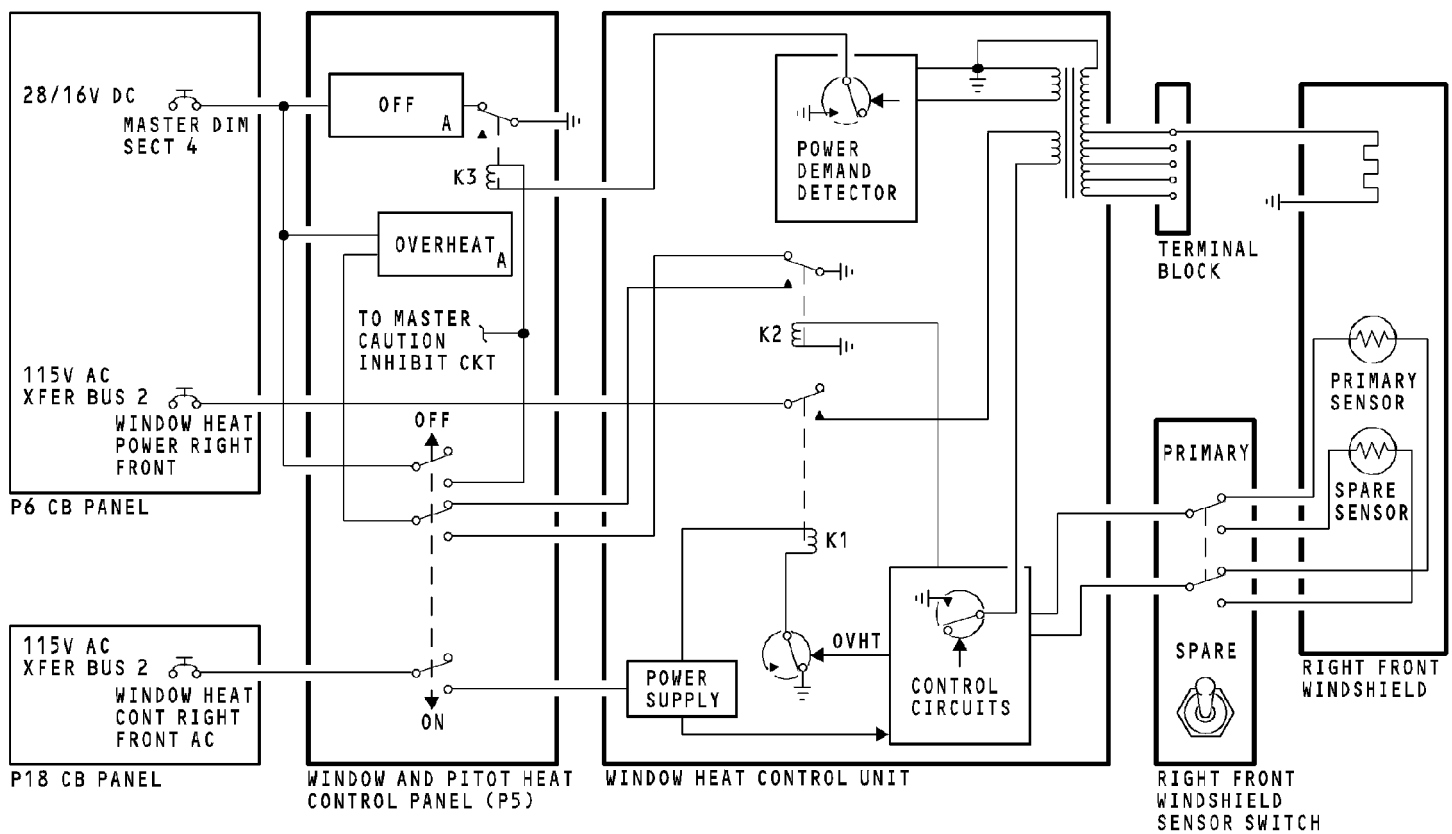 28/16V DC
MASTER DIM
SECT 4
115V AC
XFER BUS 2
WINDOW HEAT
POWER RIGHT
FRONT
P6 CB PANEL
115V AC
XFER BUS 2
WINDOW HEAT
CONT RIGHT
FRONT AC
P18 CB PANEL
OFF
A
K3
OVERHEAT
A
TO MASTER
CAUTION
INHIBIT CKT
OFF
ON
WINDOW AND PITOT HEAT
CONTROL PANEL (P5)
POWER
DEMAND
DETECTOR
K2
K1
OVHT
POWER
SUPPLY
CONTROL
CIRCUITS
WINDOW HEAT CONTROL UNIT
TERMINAL
BLOCK
PRIMARY
SPARE
RIGHT FRONT
WINDSHIELD
SENSOR SWITCH
PRIMARY
SENSOR
SPARE
SENSOR
RIGHT FRONT
WINDSHIELD